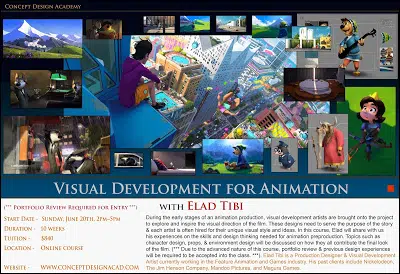 CONCEPT DESIGN ACADEMY
VISUAL DEVELOPMENT FOR ANIMATION
(*** PORTFOLIO REVIEW REQUIRED FOR ENTRY ***)
WITH ELAD TIBI
START DATE - SUNDAY, JUNE 20TH, 2PM-5PM
DURATION - 10 WEEKS
TUITION - $840
LOCATION - ONLINE COURSE
WEBSITE - WWW.CONCEPTDESIGNACAD.COM
During the early stages of an animation production, visual development artists are brought onto the project to explore and inspire the visual direction of the film. These designs need to serve the purpose of the story & each artist is often hired for their unique visual style and ideas. In this course, Elad will share with us his experiences on the skills and design thinking needed for animation preproduction. Topics such as character design, props, & environment design will be discussed on how they all contribute the final look of the film. (*** Due to the advanced nature of this course, portfolio review & previous design experiences will be required to be accepted into the class. ***). Elad Tibi is a Production Designer & Visual Development Artist currently working in the Feature Animation and Games industry. His past clients include Nickelodeon, The Jim Henson Company, Mandoo Pictures, and Megura Games.